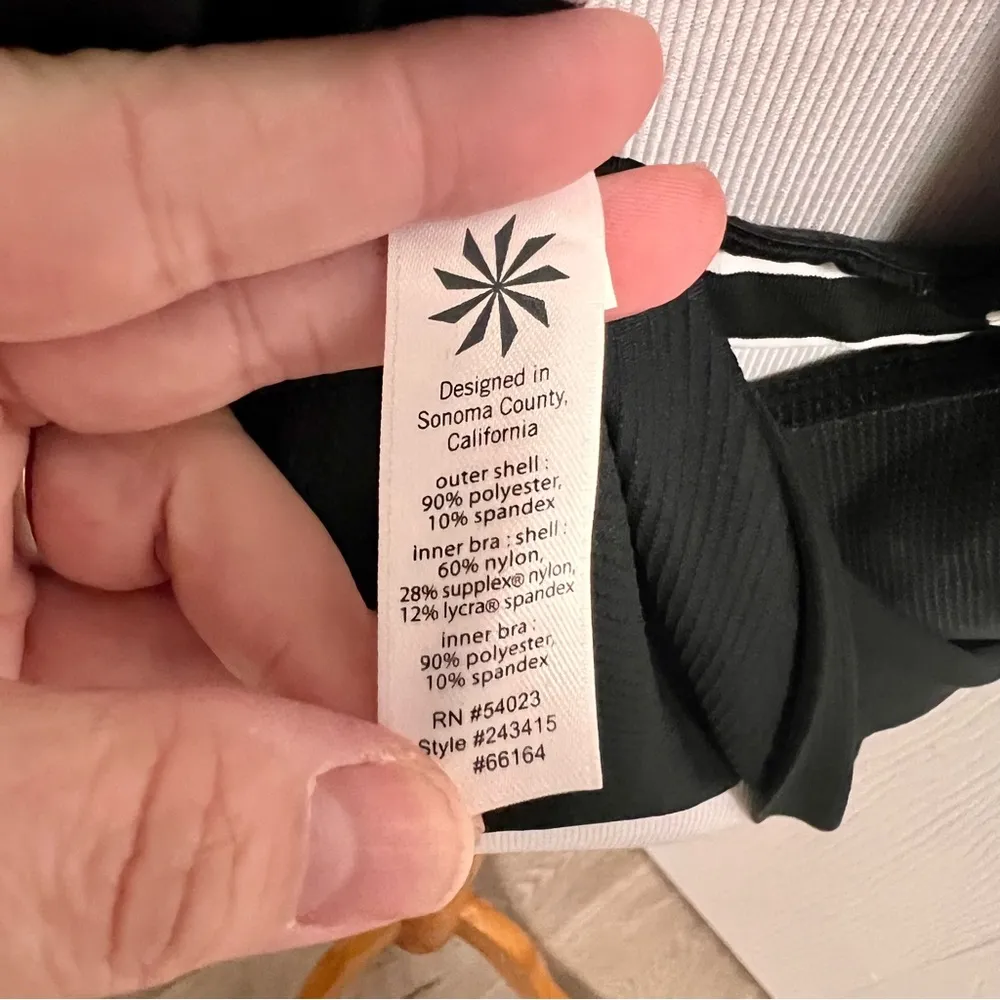 Designed in
Sonoma County,
California
outer shell :
90% polyester,
10% spandex
inner bra : shell :
60% nylon,
28% supplex® nylon,
12% lycra® spandex
inner bra :
90% polyester,
10% spandex
RN #54023
Style #243415
#66164